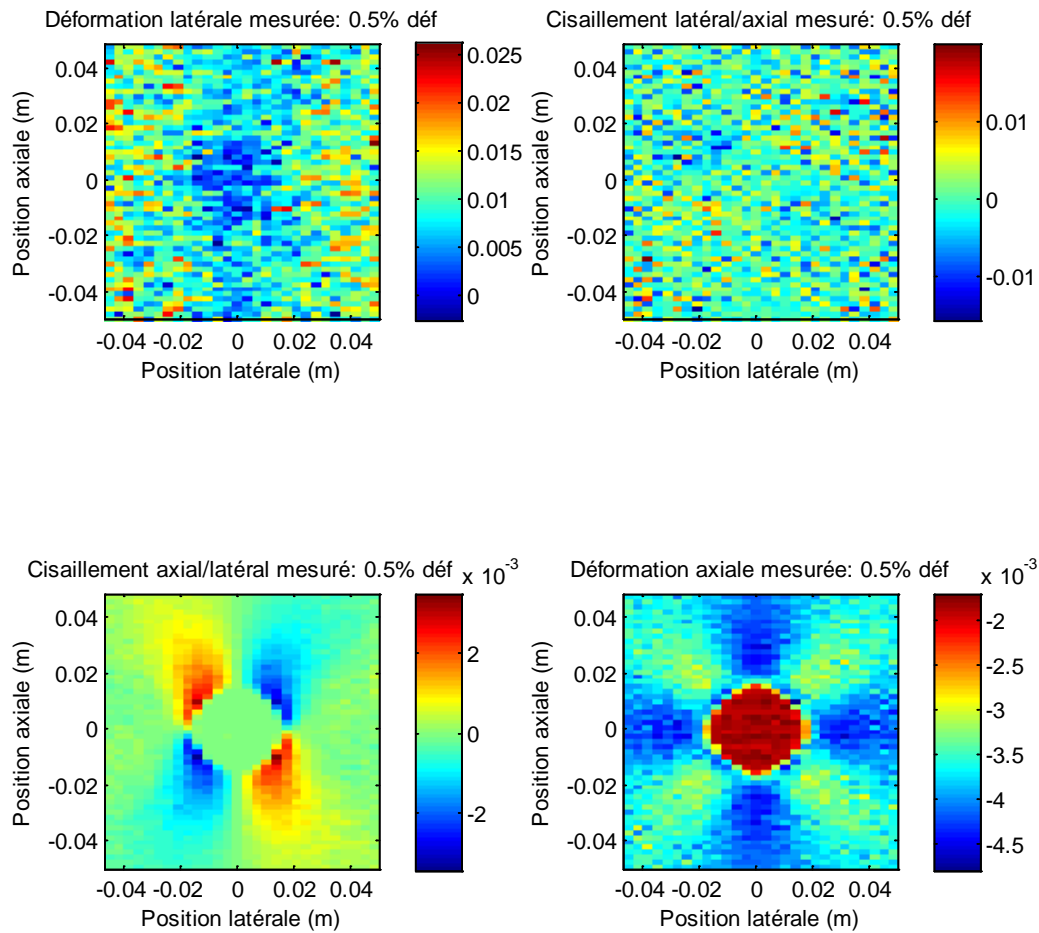 Déformation latérale mesurée: 0.5% déf
0.04
0.02
0
-0.02
-0.04
Position axiale (m)
-0.04 -0.02 0 0.02 0.04
Position latérale (m)
0.025
0.02
0.015
0.01
0.005
0
Cisaillement latéral/axial mesuré: 0.5% déf
0.04
0.02
0
-0.02
-0.04
Position axiale (m)
-0.04 -0.02 0 0.02 0.04
Position latérale (m)
0.01
0
-0.01
Cisaillement axial/latéral mesuré: 0.5% déf
x 10^-3
0.04
0.02
0
-0.02
-0.04
Position axiale (m)
-0.04 -0.02 0 0.02 0.04
Position latérale (m)
2
0
-2
Déformation axiale mesurée: 0.5% déf
x 10^-3
0.04
0.02
0
-0.02
-0.04
Position axiale (m)
-0.04 -0.02 0 0.02 0.04
Position latérale (m)
-2
-2.5
-3
-3.5
-4
-4.5